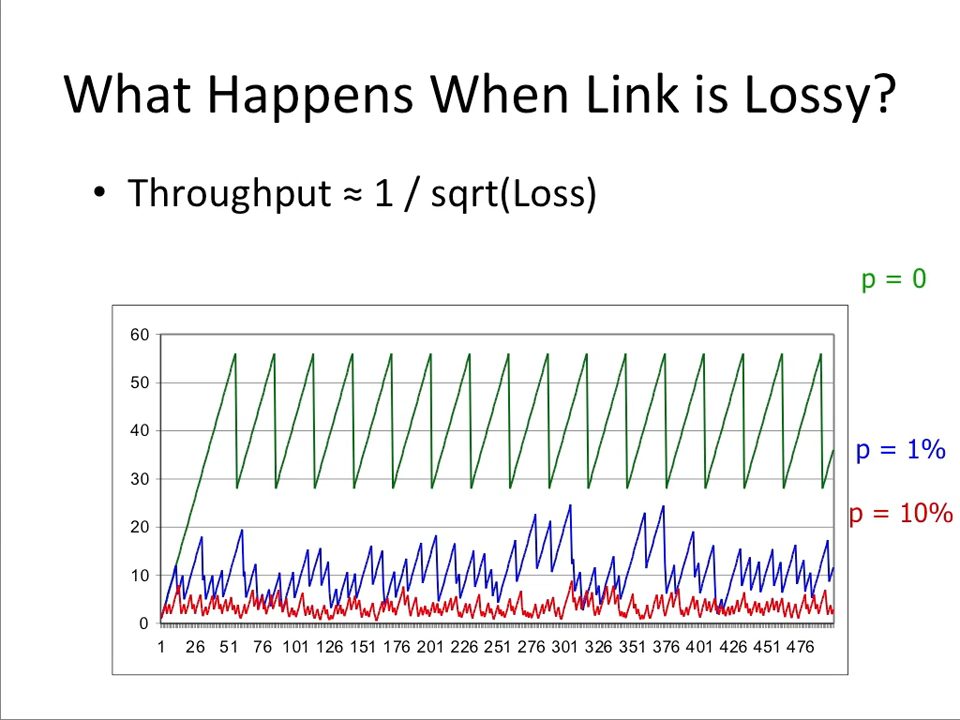 What Happens When Link is Lossy?
• Throughput ≈ 1 / sqrt(Loss)
p = 0
60
50
40
p = 1%
30
p = 10%
20
10
0
1 26 51 76 101 126 151 176 201 226 251 276 301 326 351 376 401 426 451 476